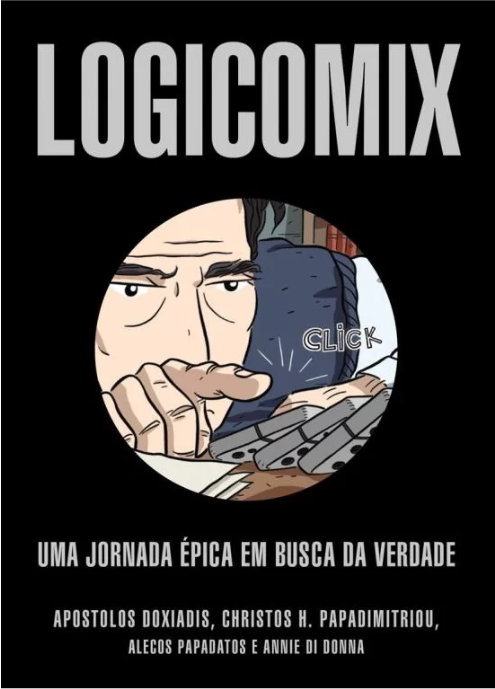 LOGICOMIX
CLiCK
UMA JORNADA ÉPICA EM BUSCA DA VERDADE
APOSTOLOS DOXIADIS, CHRISTOS H. PAPADIMITRIOU,
ALECOS PAPADATOS E ANNIE DI DONNA